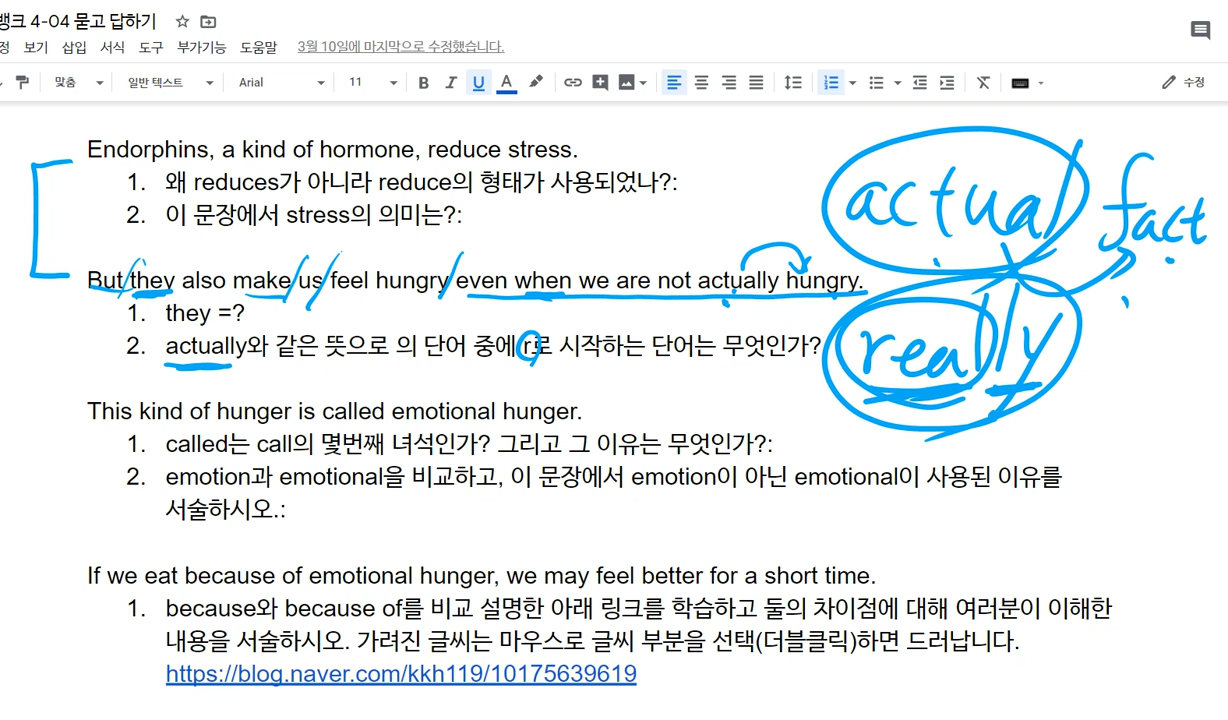 뱅크 4-04 묻고 답하기
정 보기 삽입 서식 도구 부가기능 도움말 3월 10일에 마지막으로 수정했습니다.
맞춤 일반 텍스트 Arial 11 B I U A 수정
Endorphins, a kind of hormone, reduce stress.
1. 왜 reduces가 아니라 reduce의 형태가 사용되었나?:
2. 이 문장에서 stress의 의미는?:
actual fact
But they also make us feel hungry even when we are not actually hungry.
1. they =?
2. actually와 같은 뜻으로 의 단어 중에 r로 시작하는 단어는 무엇인가?
really
This kind of hunger is called emotional hunger.
1. called는 call의 몇번째 녀석인가? 그리고 그 이유는 무엇인가?:
2. emotion과 emotional을 비교하고, 이 문장에서 emotion이 아닌 emotional이 사용된 이유를
서술하시오.:
If we eat because of emotional hunger, we may feel better for a short time.
1. because와 because of를 비교 설명한 아래 링크를 학습하고 둘의 차이점에 대해 여러분이 이해한
내용을 서술하시오. 가려진 글씨는 마우스로 글씨 부분을 선택(더블클릭)하면 드러납니다.
https://blog.naver.com/kkh119/10175639619